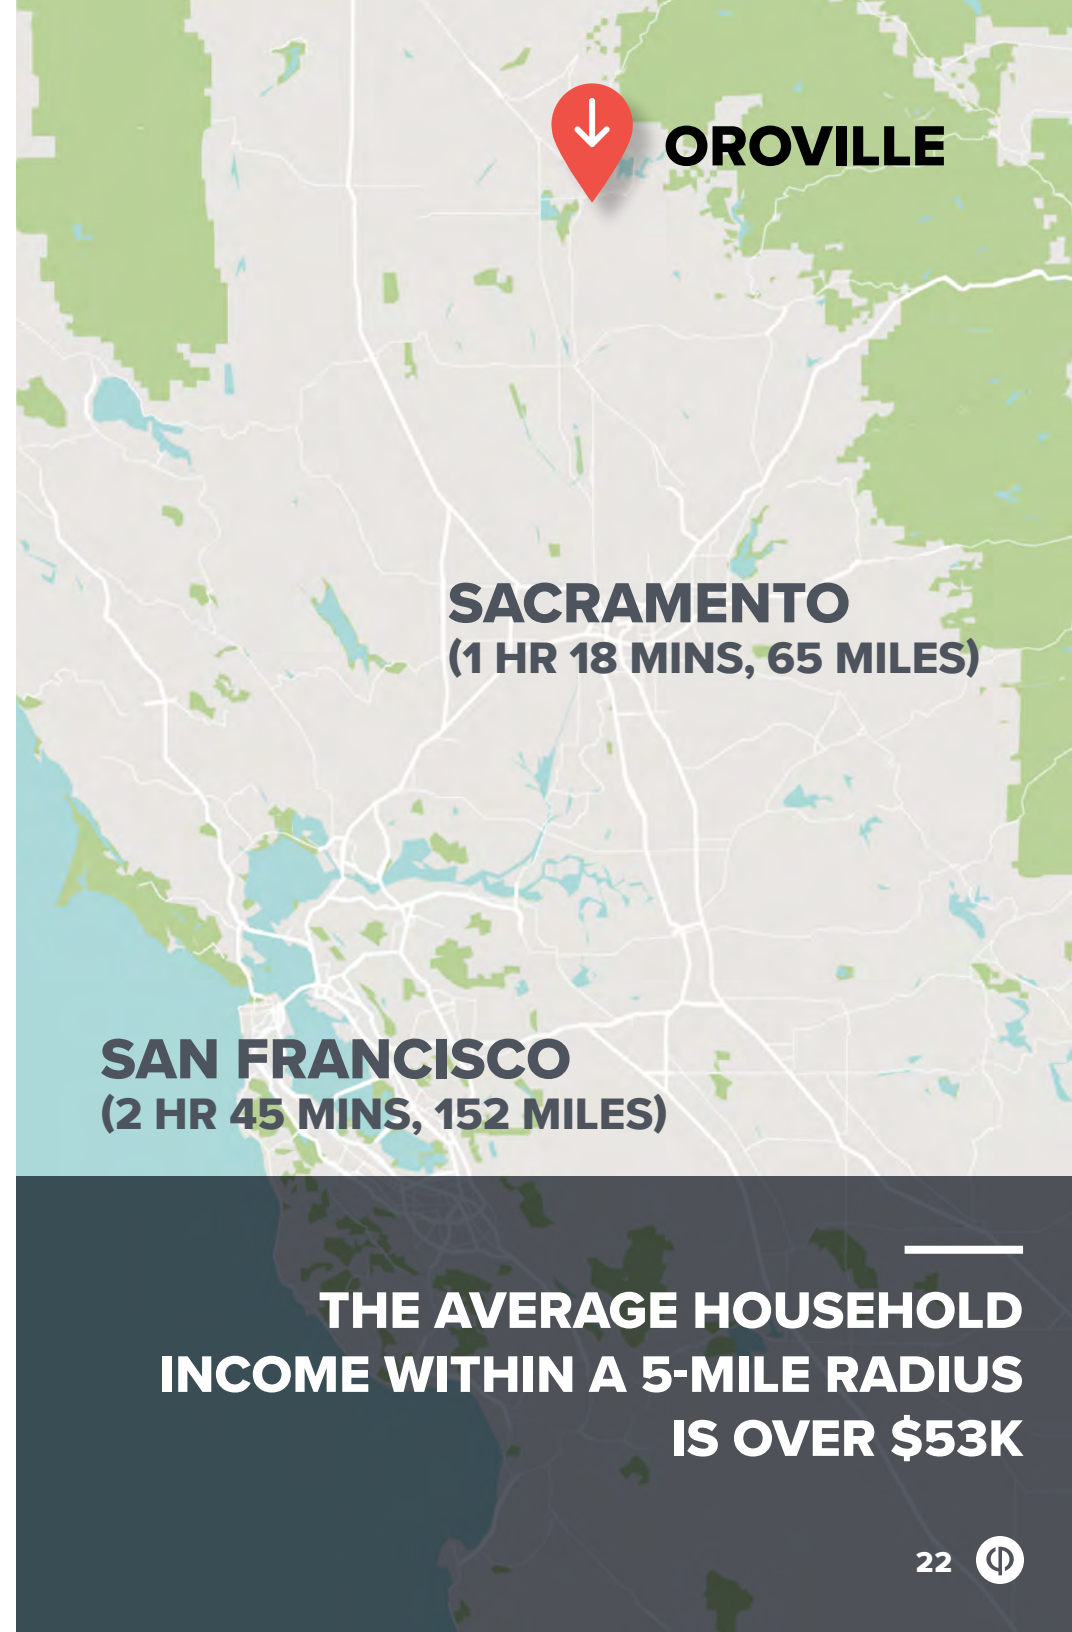 OROVILLE
SACRAMENTO
(1 HR 18 MINS, 65 MILES)
SAN FRANCISCO
(2 HR 45 MINS, 152 MILES)
THE AVERAGE HOUSEHOLD
INCOME WITHIN A 5-MILE RADIUS
IS OVER $53K
22